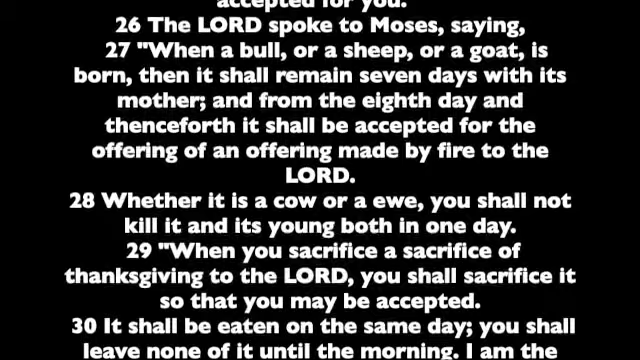 accepted for you.
26 The LORD spoke to Moses, saying,
27 "When a bull, or a sheep, or a goat, is
born, then it shall remain seven days with its
mother; and from the eighth day and
thenceforth it shall be accepted for the
offering of an offering made by fire to the
LORD.
28 Whether it is a cow or a ewe, you shall not
kill it and its young both in one day.
29 "When you sacrifice a sacrifice of
thanksgiving to the LORD, you shall sacrifice it
so that you may be accepted.
30 It shall be eaten on the same day; you shall
leave none of it until the morning. I am the